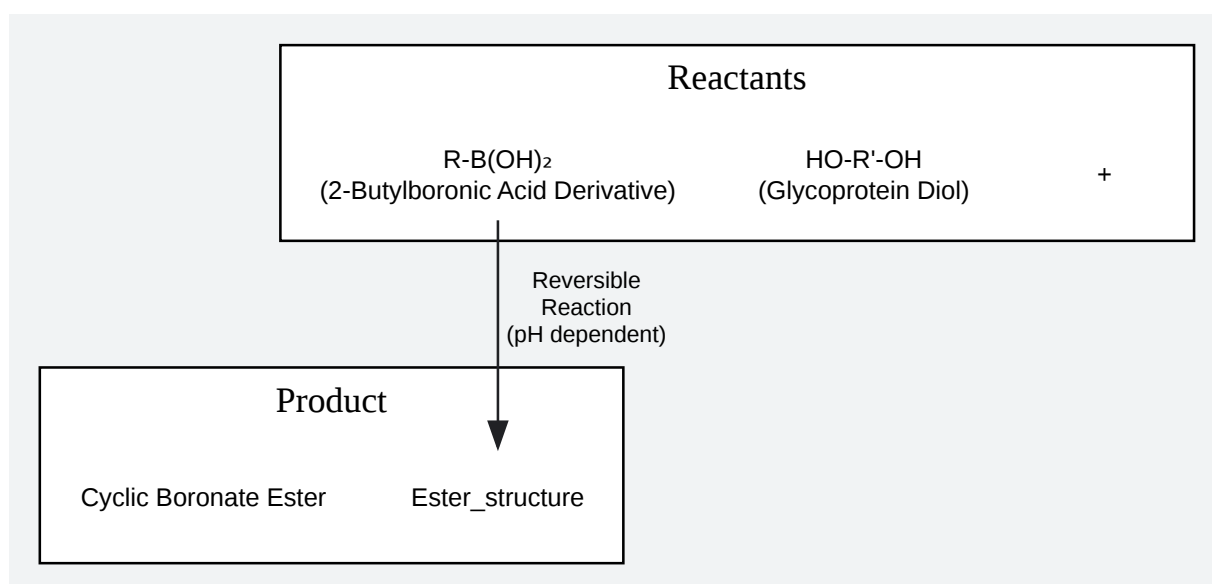 Reactants
R-B(OH)₂
(2-Butylboronic Acid Derivative)
HO-R'-OH
(Glycoprotein Diol)
+
Reversible
Reaction
(pH dependent)
Product
Cyclic Boronate Ester
Ester_structure